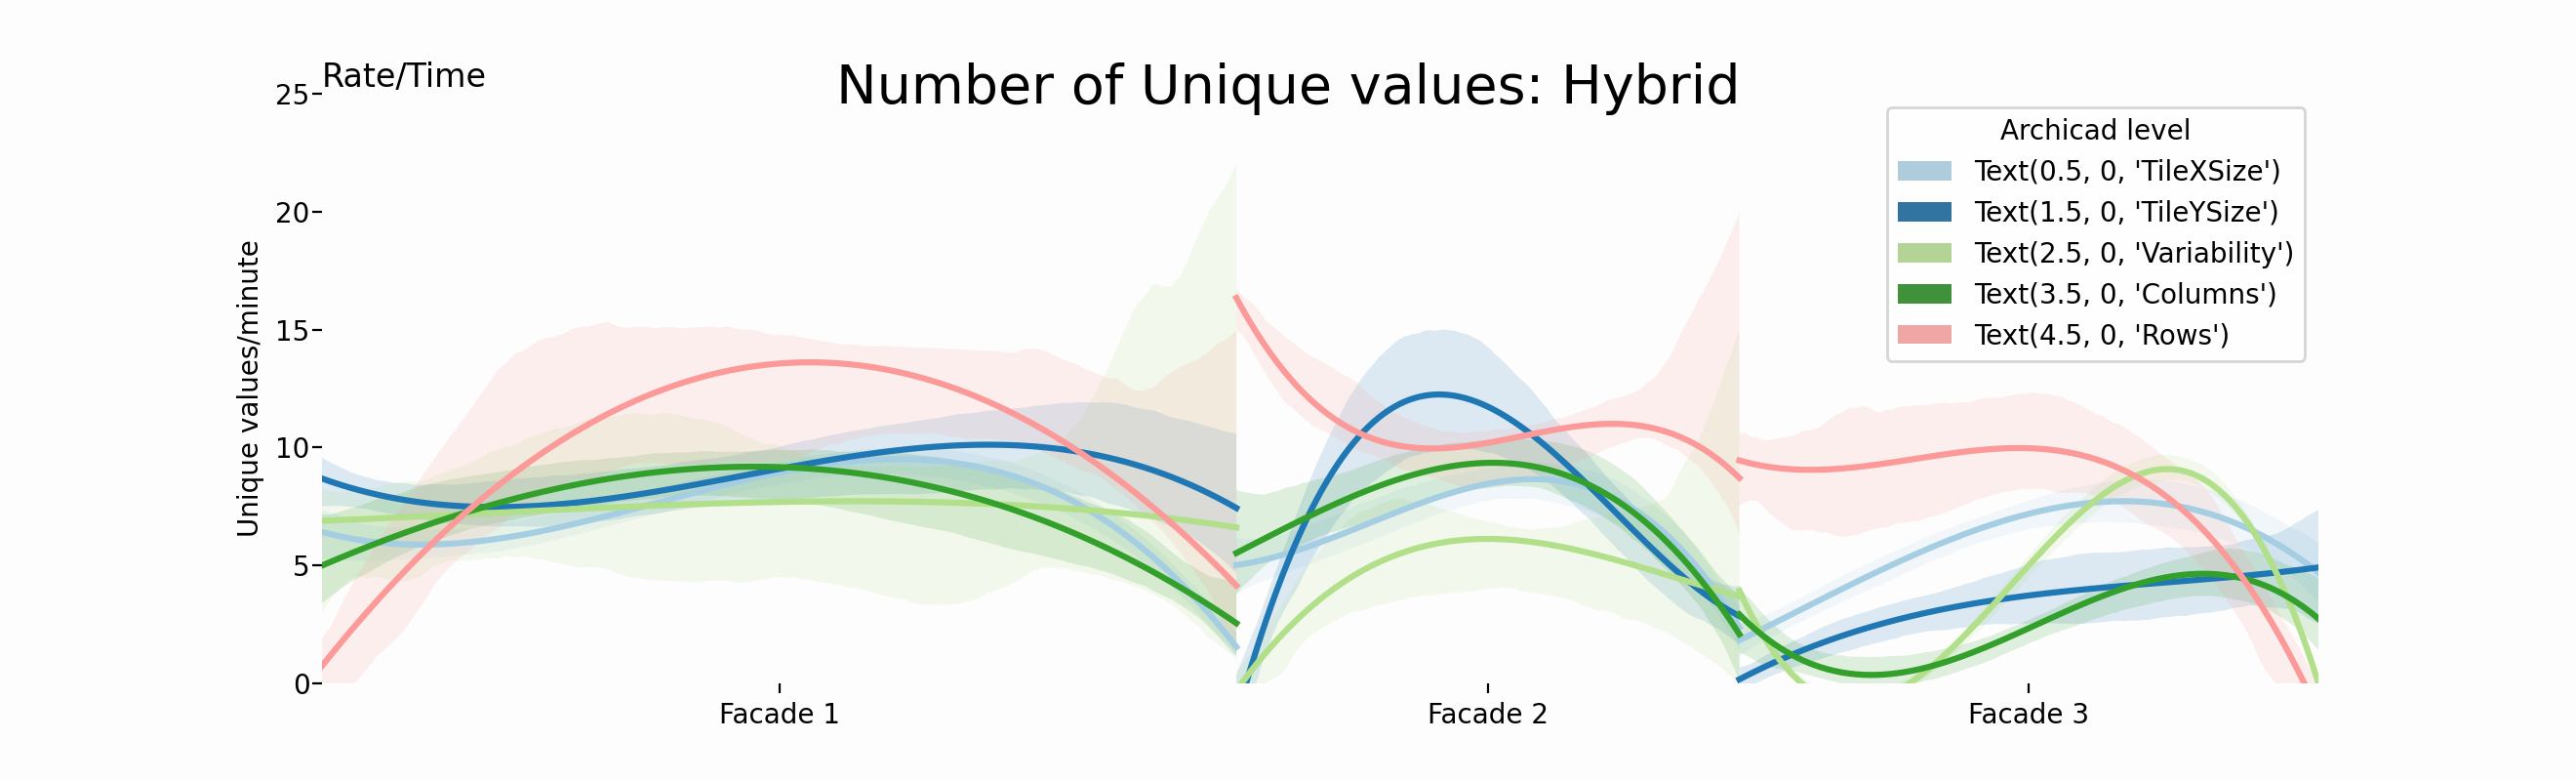 Rate/Time
Number of Unique values: Hybrid
25
20
15
10
5
0
Unique values/minute
Archicad level
Text(0.5, 0, 'TileXSize')
Text(1.5, 0, 'TileYSize')
Text(2.5, 0, 'Variability')
Text(3.5, 0, 'Columns')
Text(4.5, 0, 'Rows')
Facade 1
Facade 2
Facade 3